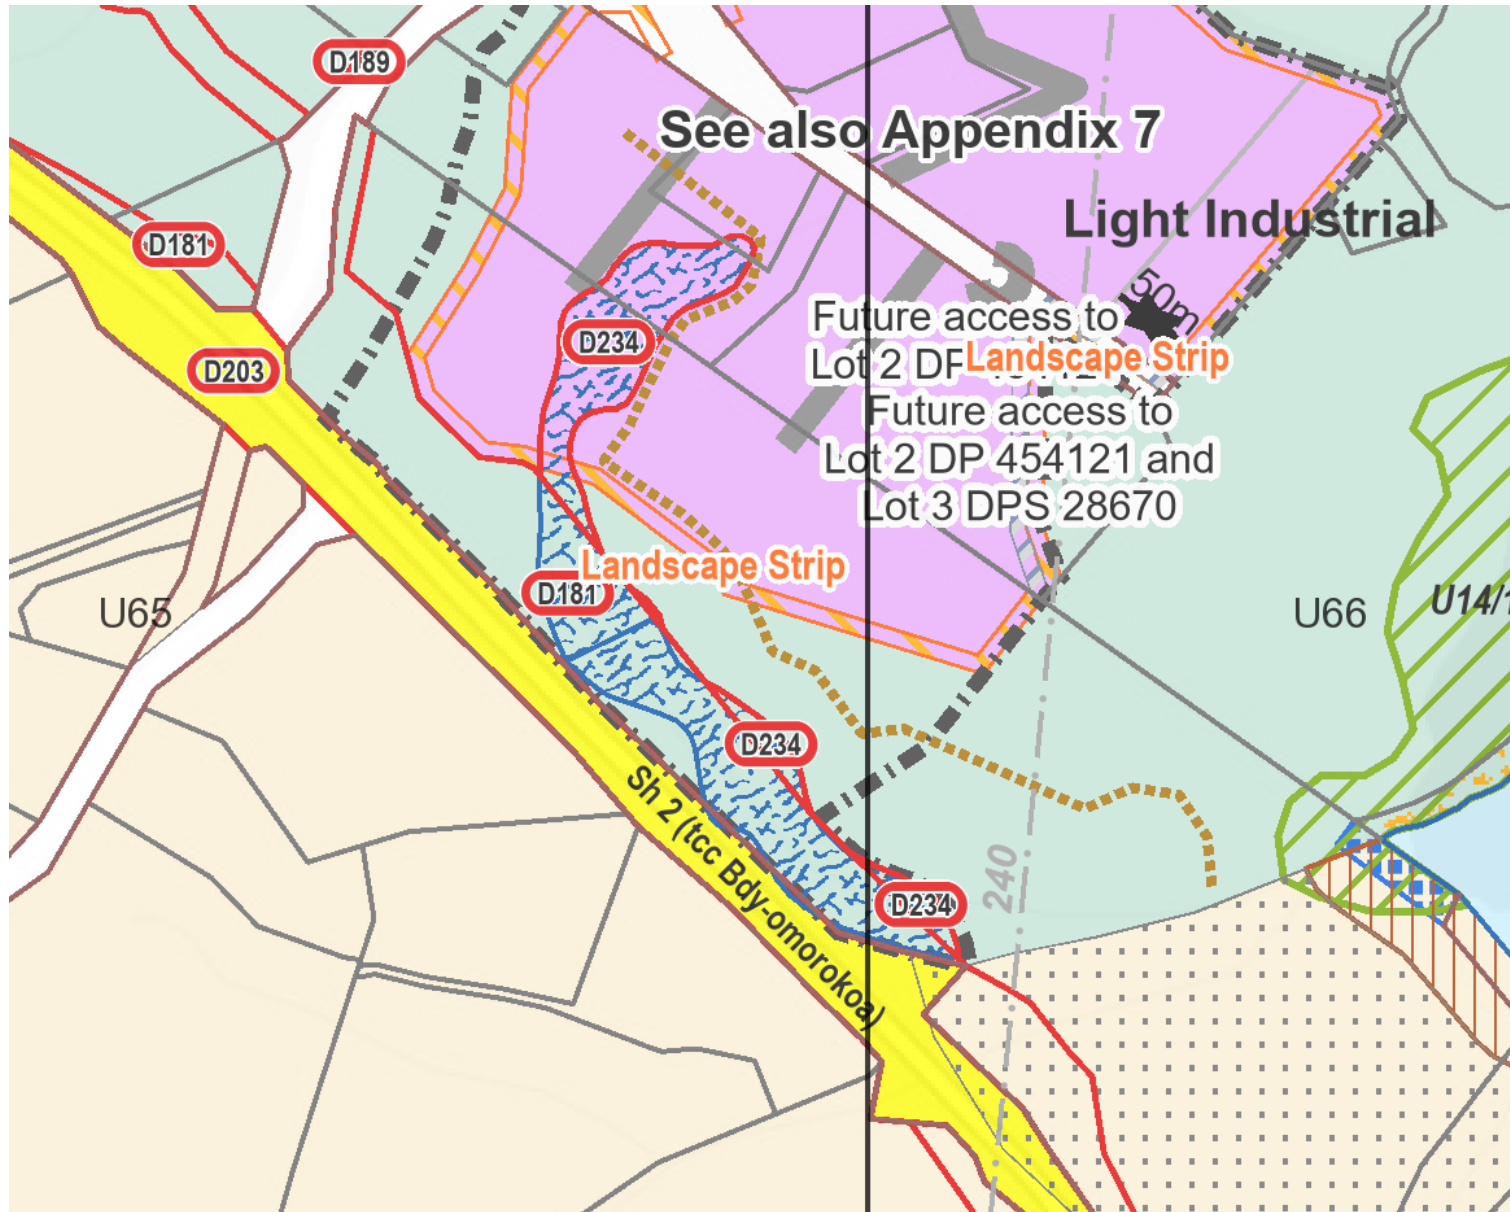 D189
See also Appendix 7
Light Industrial
D181
50m
Future access to
D234
Lot 2 DP
Landscape Strip
D203
Future access to
Lot 2 DP 454121 and
Lot 3 DPS 28670
Landscape Strip
D181
U65
U66
U14/1
D234
Sh 2 (tcc Bdy-omorokoa)
240
D234